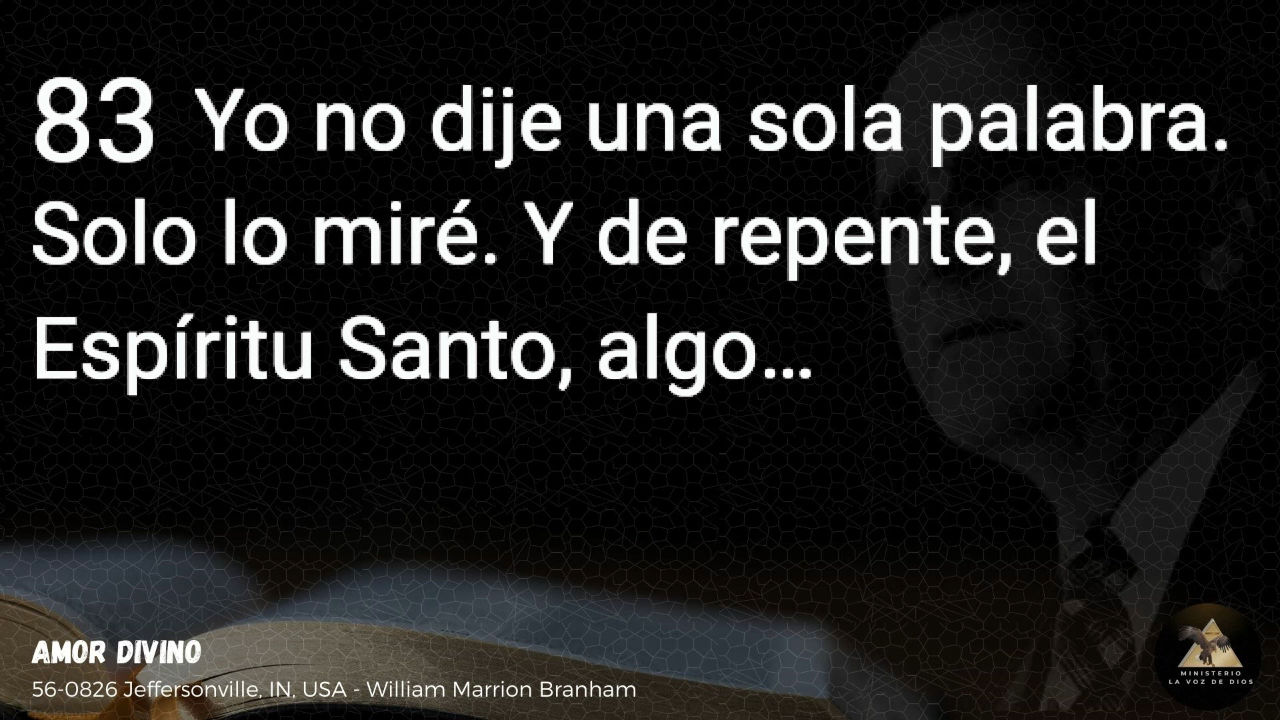 83 Yo no dije una sola palabra.
Solo lo miré. Y de repente, el
Espíritu Santo, algo...
AMOR DIVINO
56-0826 Jeffersonville, IN, USA - William Marrion Branham
MINISTERIO
LA VOZ DE DIOS